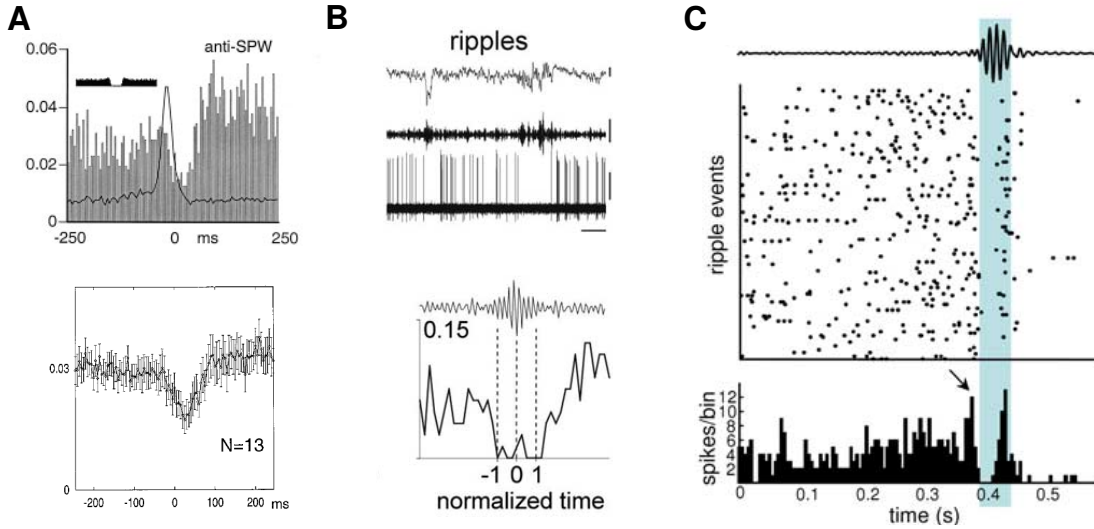 A
anti-SPW
0.06
0.04
0.02
0
-250
0
ms
250
0.03
N=13
0
-200
-100
0
100
200
ms
B
ripples
0.15
-1 0 1
normalized time
C
ripple events
spikes/bin
12
10
8
6
4
2
0
0.1
0.2
0.3
0.4
0.5
time (s)